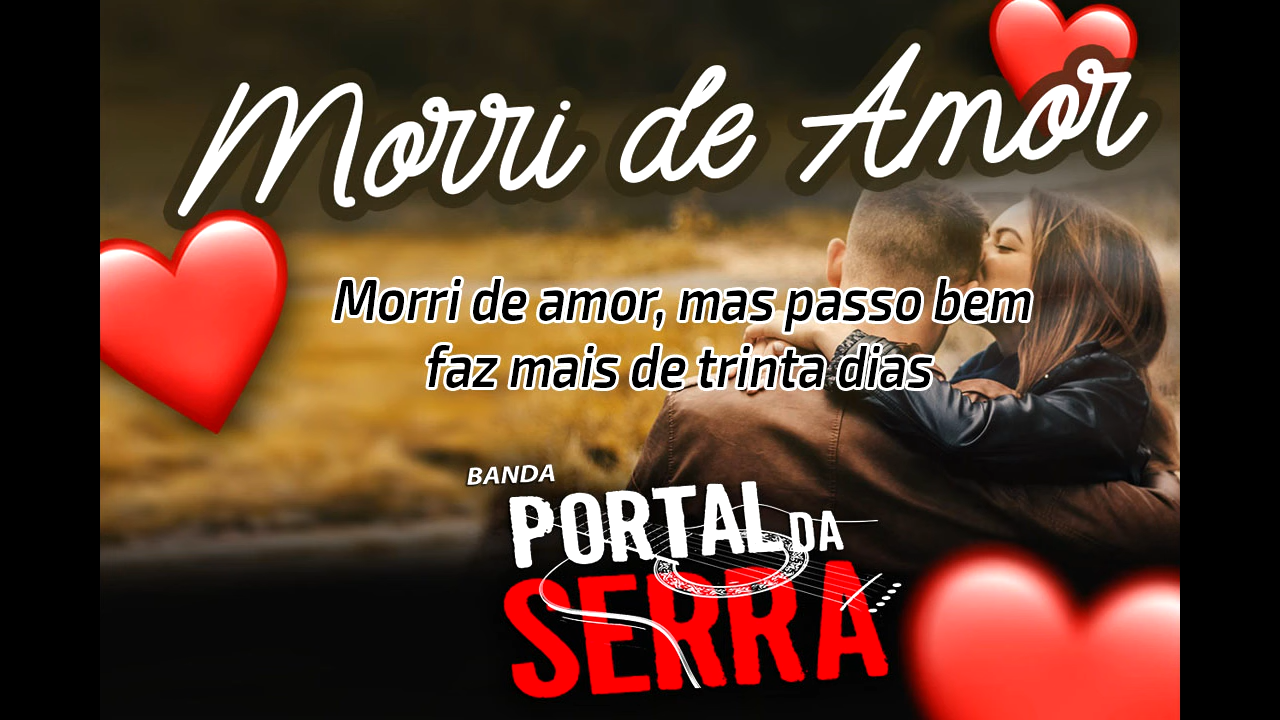 Morri de Amor
Morri de amor, mas passo bem
faz mais de trinta dias
BANDA
PORTAL DA
SERRA